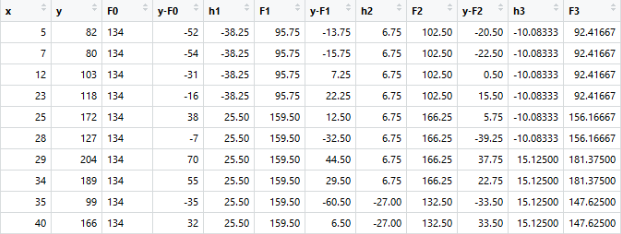 x y F0 y-F0 h1 F1 y-F1 h2 F2 y-F2 h3 F3
5 82 134 -52 -38.25 95.75 -13.75 6.75 102.50 -20.50 -10.08333 92.41667
7 80 134 -54 -38.25 95.75 -15.75 6.75 102.50 -22.50 -10.08333 92.41667
12 103 134 -31 -38.25 95.75 7.25 6.75 102.50 0.50 -10.08333 92.41667
23 118 134 -16 -38.25 95.75 22.25 6.75 102.50 15.50 -10.08333 92.41667
25 172 134 38 25.50 159.50 12.50 6.75 166.25 5.75 -10.08333 156.16667
28 127 134 -7 25.50 159.50 -32.50 6.75 166.25 -39.25 -10.08333 156.16667
29 204 134 70 25.50 159.50 44.50 6.75 166.25 37.75 15.12500 181.37500
34 189 134 55 25.50 159.50 29.50 6.75 166.25 22.75 15.12500 181.37500
35 99 134 -35 25.50 159.50 -60.50 -27.00 132.50 -33.50 15.12500 147.62500
40 166 134 32 25.50 159.50 6.50 -27.00 132.50 33.50 15.12500 147.62500